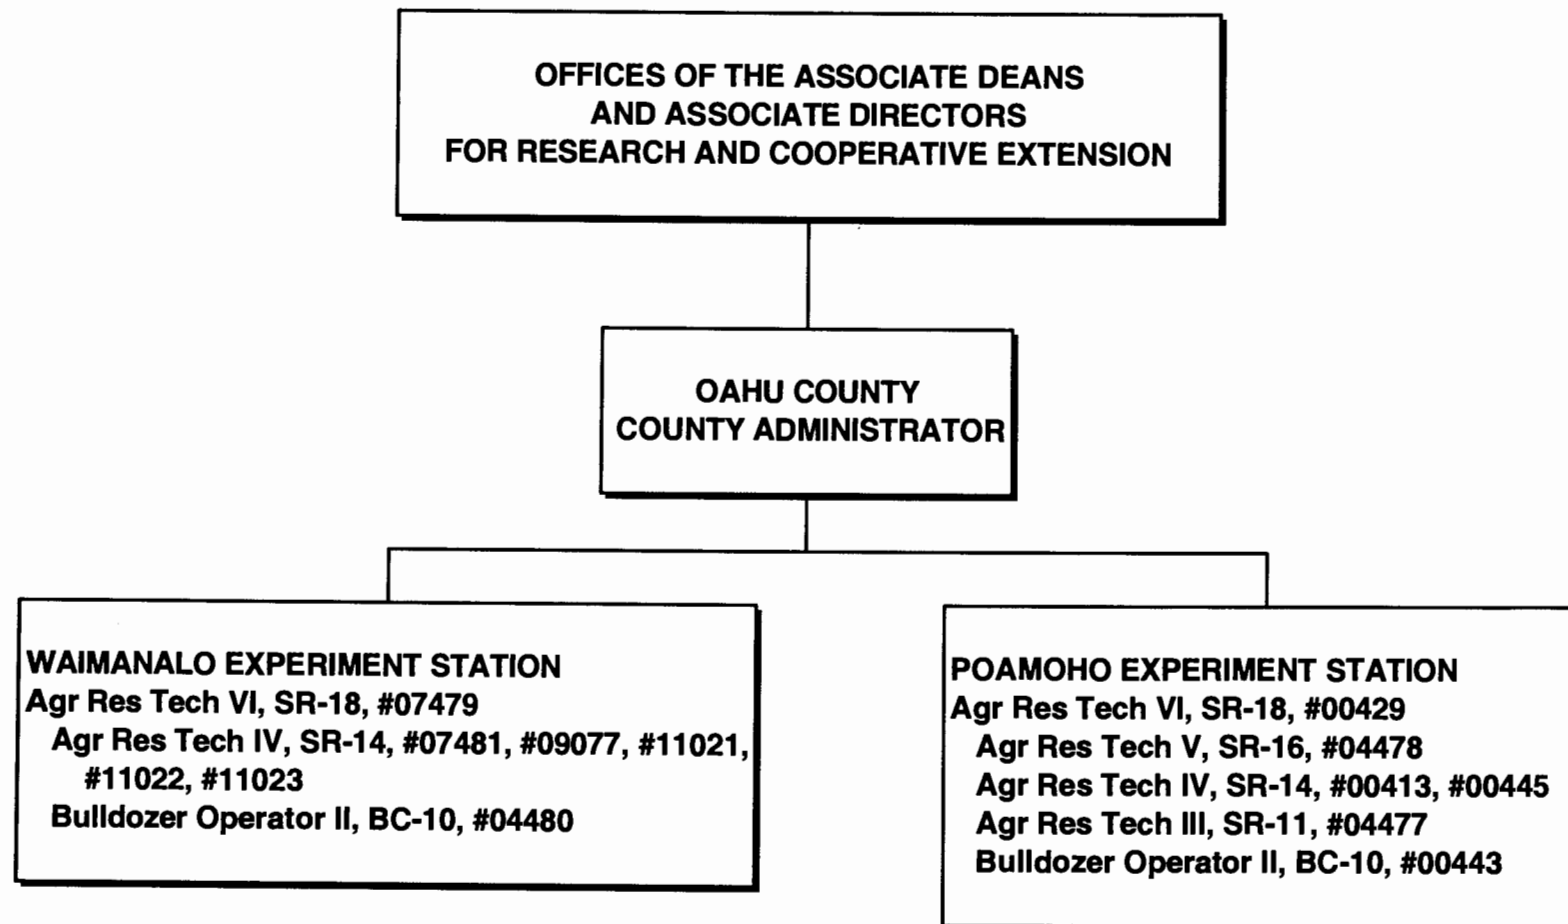 OFFICES OF THE ASSOCIATE DEANS
AND ASSOCIATE DIRECTORS
FOR RESEARCH AND COOPERATIVE EXTENSION
OAHU COUNTY
COUNTY ADMINISTRATOR
WAIMANALO EXPERIMENT STATION
Agr Res Tech VI, SR-18, #07479
Agr Res Tech IV, SR-14, #07481, #09077, #11021,
#11022, #11023
Bulldozer Operator II, BC-10, #04480
POAMOHO EXPERIMENT STATION
Agr Res Tech VI, SR-18, #00429
Agr Res Tech V, SR-16, #04478
Agr Res Tech IV, SR-14, #00413, #00445
Agr Res Tech III, SR-11, #04477
Bulldozer Operator II, BC-10, #00443